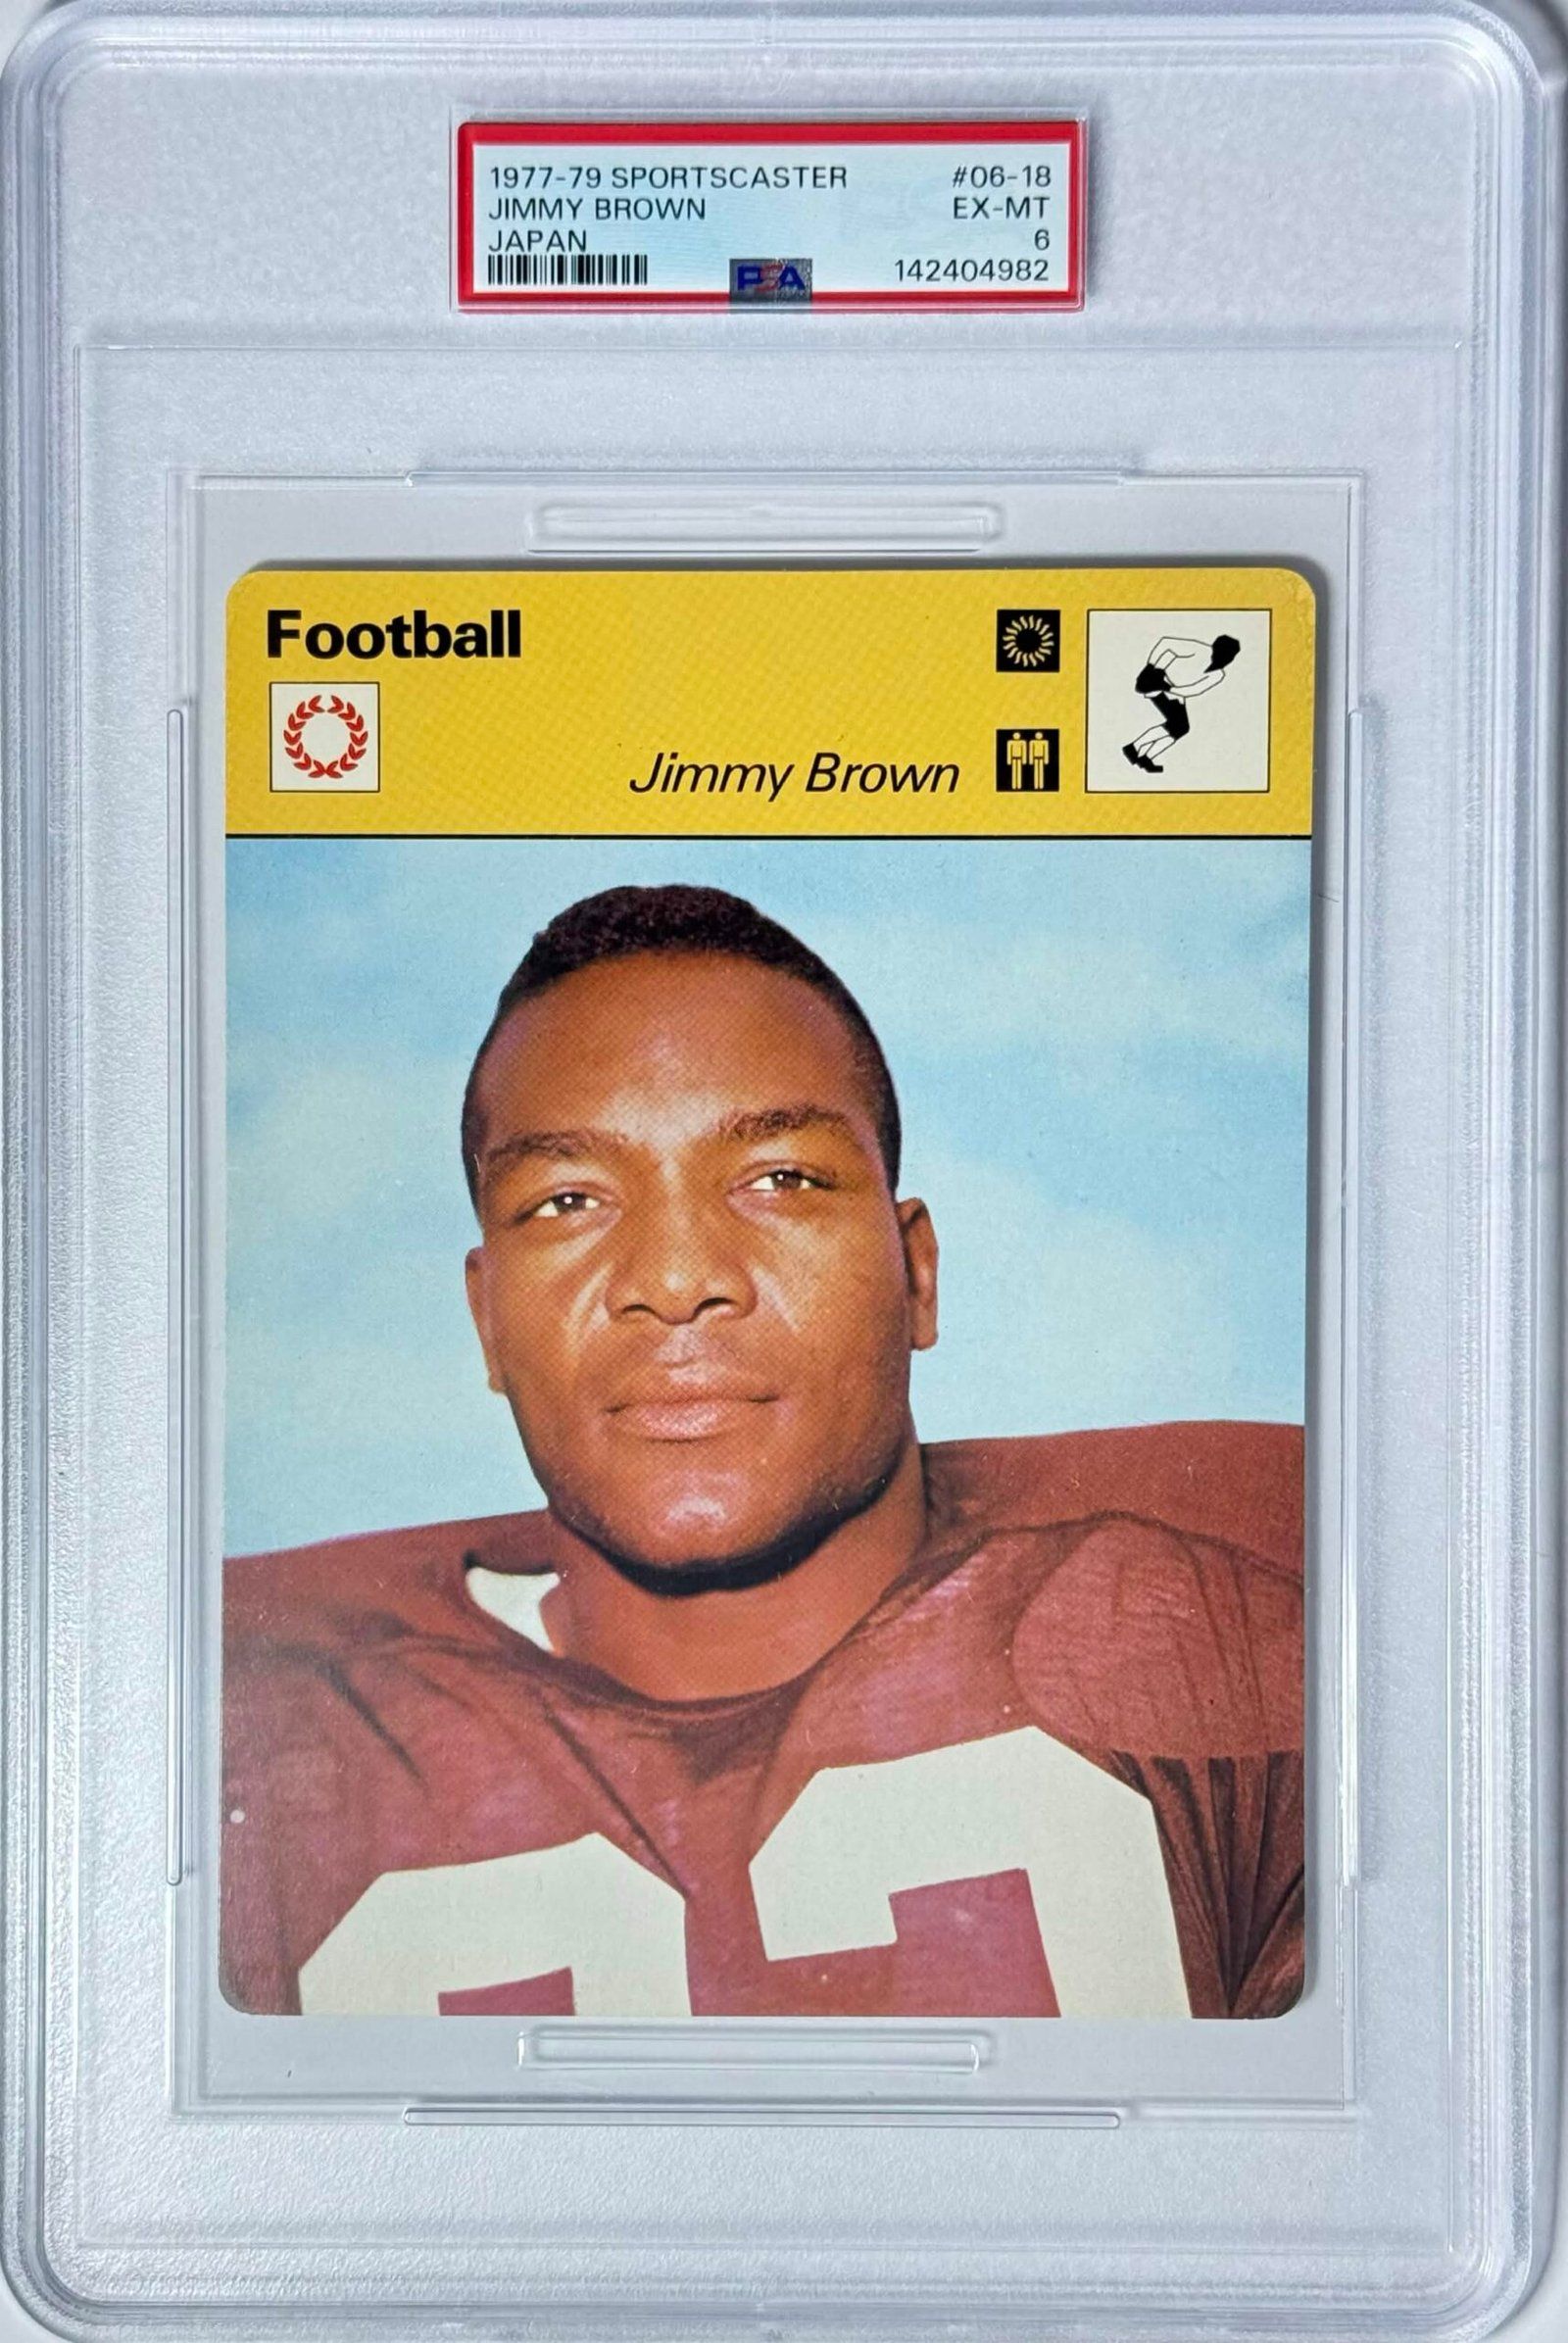 1977-79 SPORTSCASTER #06-18
JIMMY BROWN EX-MT
JAPAN 6
PSA 142404982
Football
Jimmy Brown